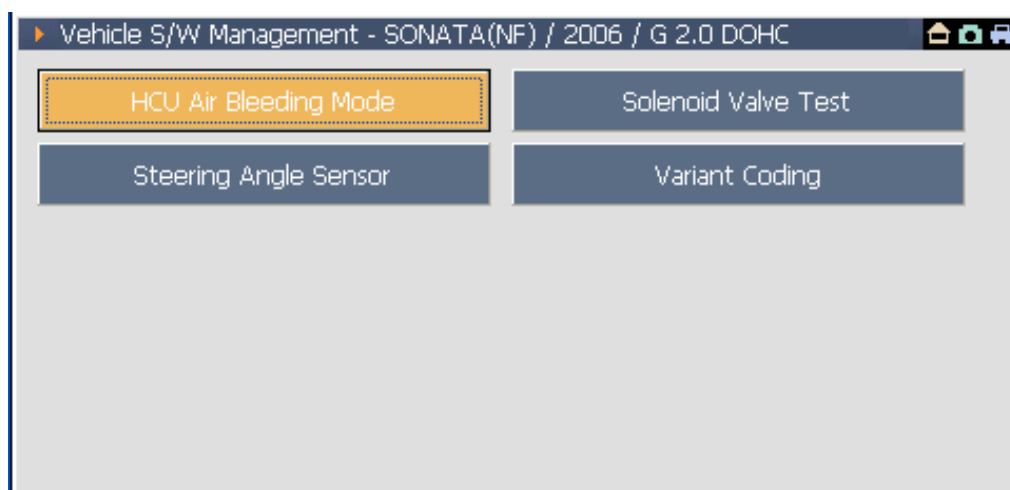 Vehicle S/W Management - SONATA(NF) / 2006 / G 2.0 DOHC
HCU Air Bleeding Mode
Solenoid Valve Test
Steering Angle Sensor
Variant Coding